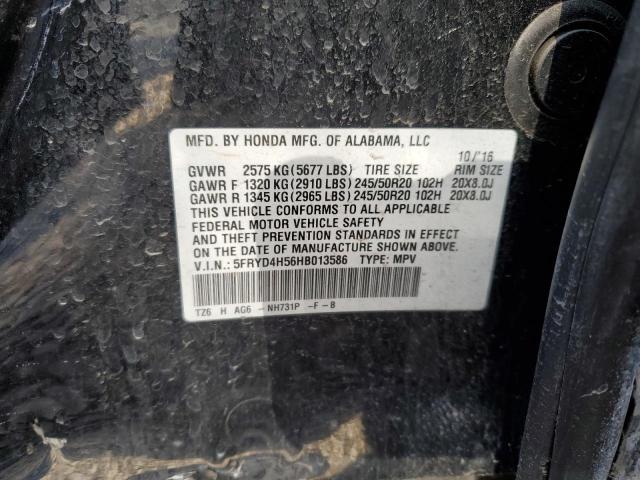 MFD. BY HONDA MFG. OF ALABAMA, LLC
10/'16
GVWR 2575 KG (5677 LBS) TIRE SIZE RIM SIZE
GAWR F 1320 KG (2910 LBS) 245/50R20 102H 20X8.0J
GAWR R 1345 KG (2965 LBS) 245/50R20 102H 20X8.0J
THIS VEHICLE CONFORMS TO ALL APPLICABLE
FEDERAL MOTOR VEHICLE SAFETY
AND THEFT PREVENTION STANDARDS IN EFFECT
ON THE DATE OF MANUFACTURE SHOWN ABOVE.
V.I.N.: 5FRYD4H56HB013586 TYPE: MPV
TZ6 H AG6- NH731P -F-B